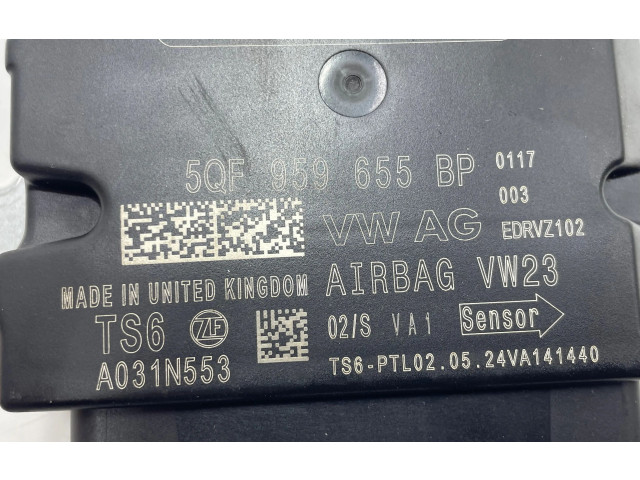 5QF 959 655 BP 0117
003
VW AG EDRVZ102
MADE IN UNITED KINGDOM AIRBAG VW23
TS6 ZF 02/S VA1 Sensor
A031N553 TS6-PTL02.05.24VA141440